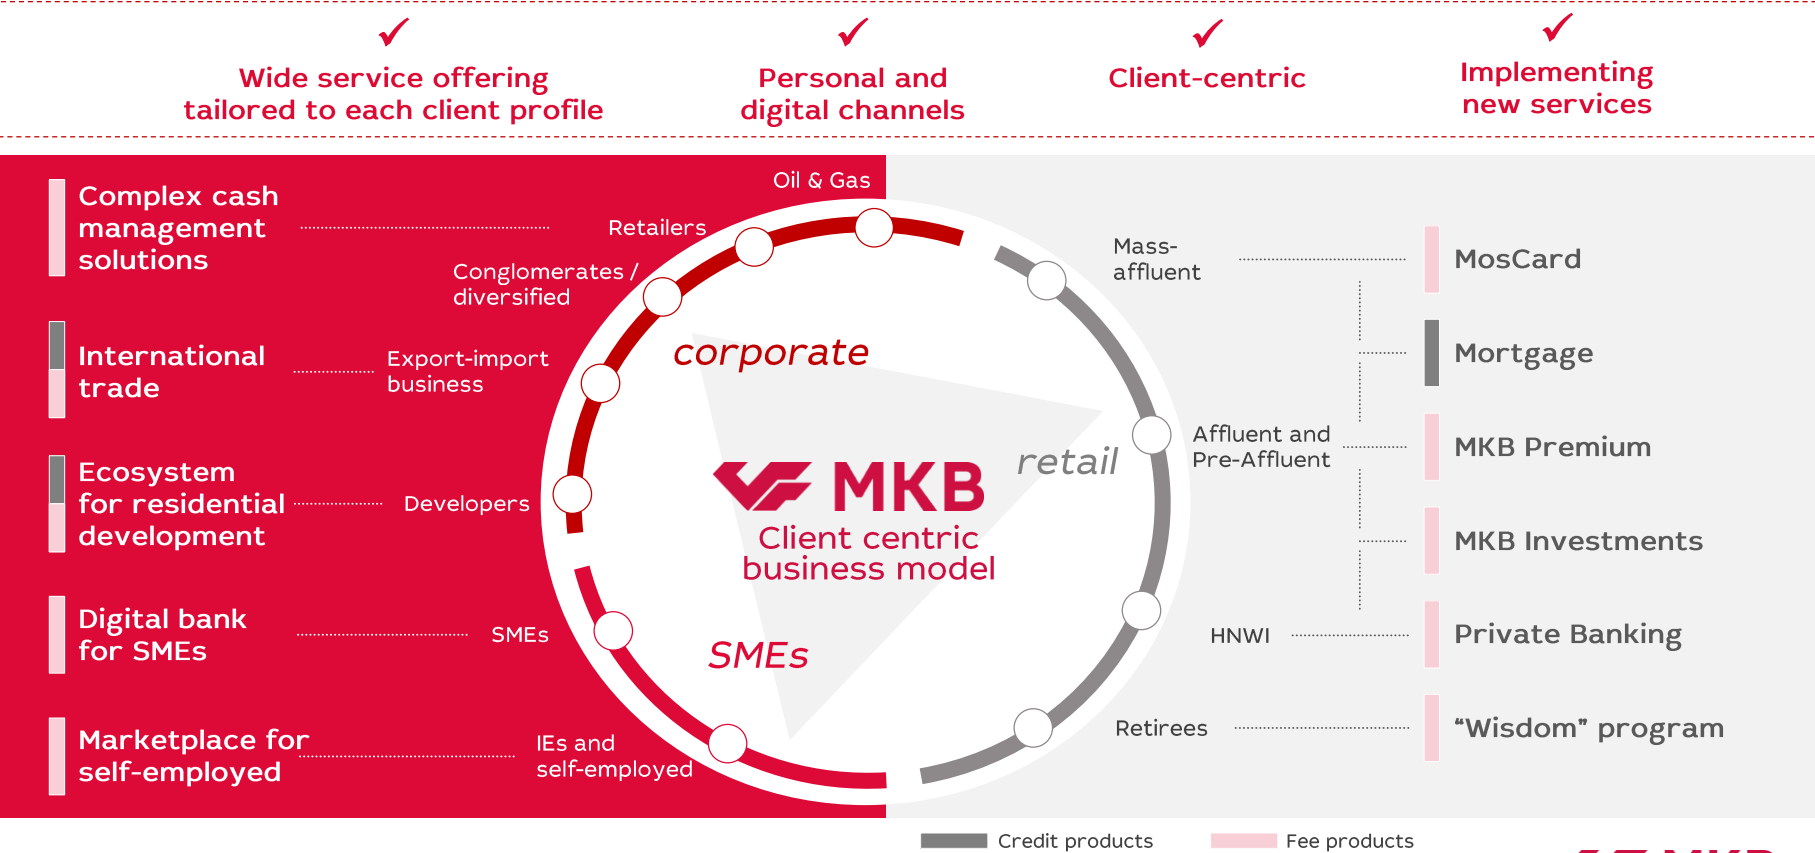 Wide service offering
tailored to each client profile
Personal and
digital channels
Client-centric
Implementing
new services
Complex cash
management
solutions
International
trade
Ecosystem
for residential
development
Digital bank
for SMEs
Marketplace for
self-employed
Oil & Gas
Retailers
Conglomerates /
diversified
Export-import
business
Developers
SMEs
IEs and
self-employed
corporate
retail
SMEs
MKB
Client centric
business model
Mass-
affluent
Affluent and
Pre-Affluent
HNWI
Retirees
MosCard
Mortgage
MKB Premium
MKB Investments
Private Banking
“Wisdom” program
Credit products
Fee products